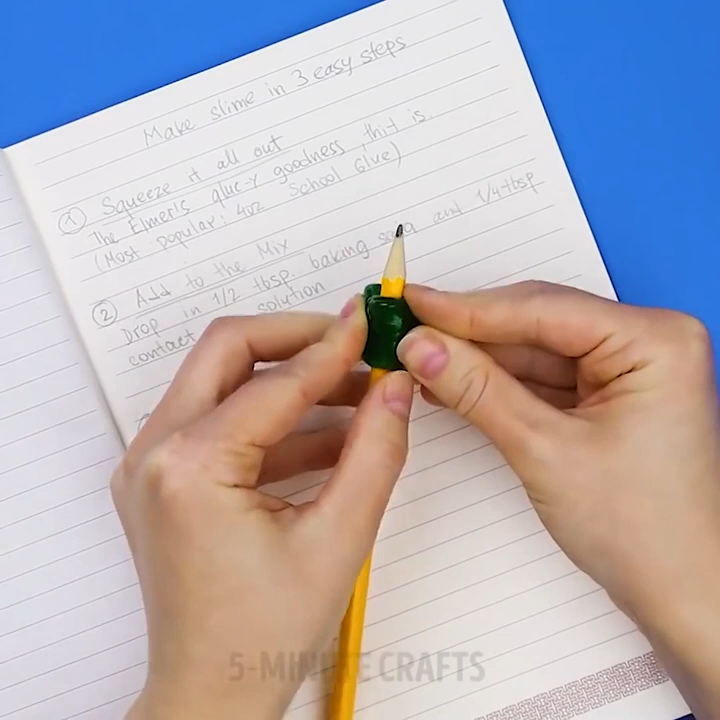 Make slime in 3 easy steps
① Squeeze it all out
The Elmer's glue-y goodness, tha-t is.
(Most popular: 4oz School Glue)
② Add to the Mix
Drop in 1/2 tbsp. baking soda and 1/4 tbsp
contact solution
5-MINUTE CRAFTS